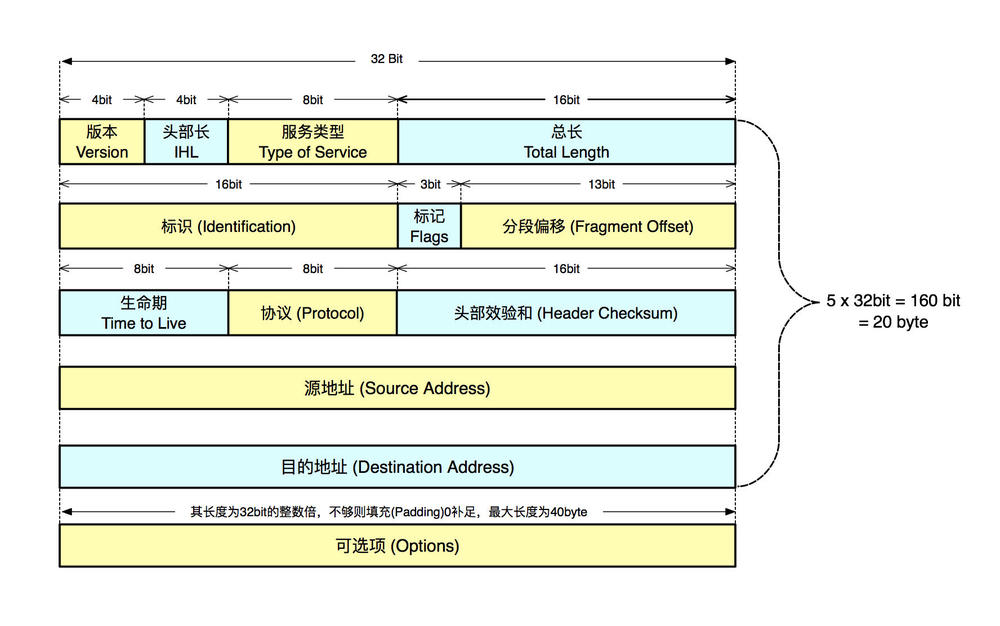 32 Bit
4bit 4bit 8bit 16bit
版本 头部长 服务类型 总长
Version IHL Type of Service Total Length
16bit 3bit 13bit
标识 (Identification) 标记 Flags 分段偏移 (Fragment Offset)
8bit 8bit 16bit
生命期 Time to Live 协议 (Protocol) 头部效验和 (Header Checksum)
5 x 32bit = 160 bit
= 20 byte
源地址 (Source Address)
目的地址 (Destination Address)
其长度为32bit的整数倍，不够则填充(Padding)0补足，最大长度为40byte
可选项 (Options)